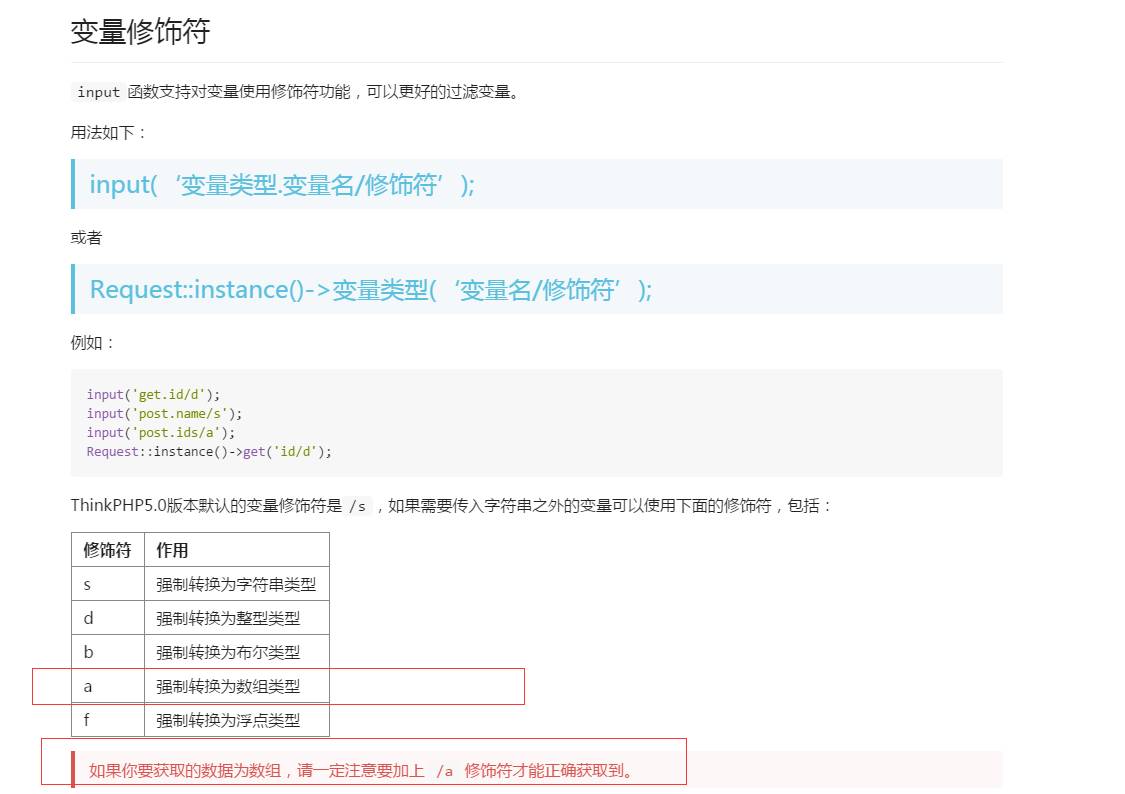 变量修饰符
input 函数支持对变量使用修饰符功能，可以更好的过滤变量。
用法如下：
input(‘变量类型.变量名/修饰符’);
或者
Request::instance()->变量类型(‘变量名/修饰符’);
例如：
input('get.id/d');
input('post.name/s');
input('post.ids/a');
Request::instance()->get('id/d');
ThinkPHP5.0版本默认的变量修饰符是 /s ，如果需要传入字符串之外的变量可以使用下面的修饰符，包括：
修饰符 作用
s 强制转换为字符串类型
d 强制转换为整型类型
b 强制转换为布尔类型
a 强制转换为数组类型
f 强制转换为浮点类型
如果你要获取的数据为数组，请一定注意要加上 /a 修饰符才能正确获取到。